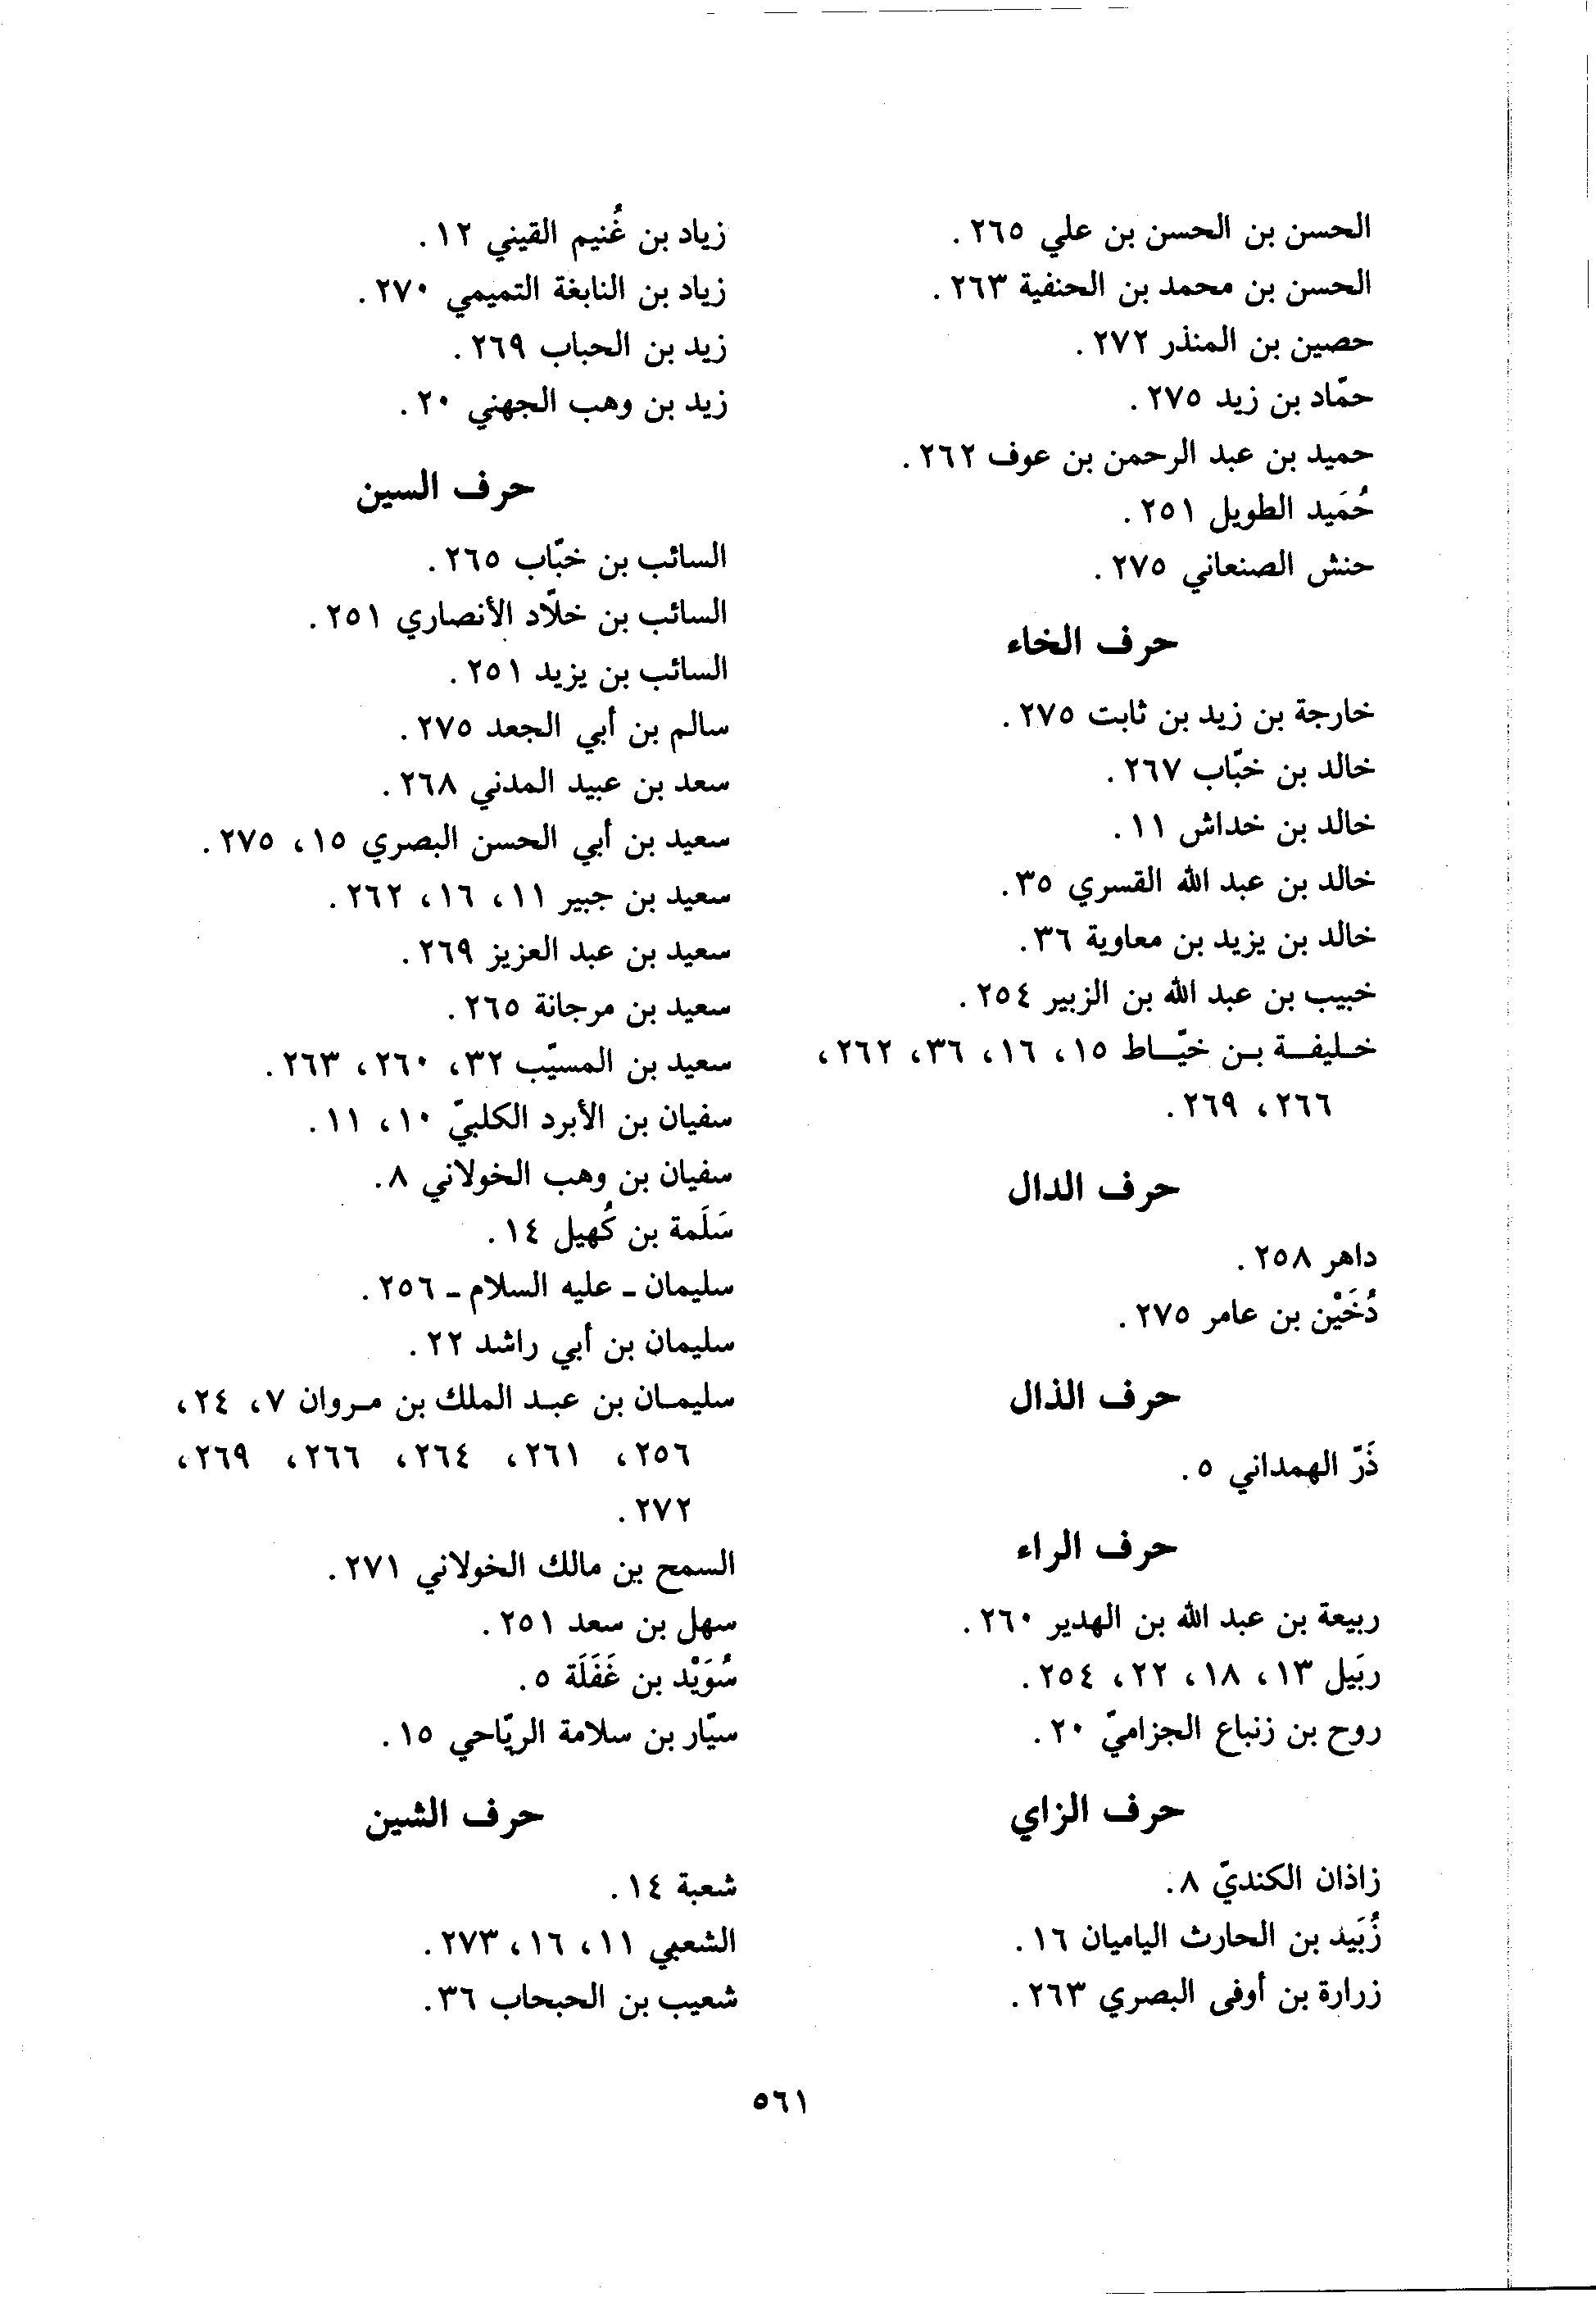 الحسن بن الحسن بن علي ٢٦٥.
الحسن بن محمد بن الحنفية ٢٦٣.
حصين بن المنذر ٢٧٢.
حمّاد بن زيد ٢٧٥.
حميد بن عبد الرحمن بن عوف ٢٦٢.
حُمَيد الطويل ٢٥١.
حنش الصنعاني ٢٧٥.
حرف الخاء
خارجة بن زيد بن ثابت ٢٧٥.
خالد بن خبّاب ٢٦٧.
خالد بن خداش ١١.
خالد بن عبد الله القسري ٣٥.
خالد بن يزيد بن معاوية ٣٦.
خبيب بن عبد الله بن الزبير ٢٥٤.
خليفة بن خيّاط ١٥، ١٦، ٣٦، ٢٦٢،
٢٦٦، ٢٦٩.
حرف الدال
داهر ٢٥٨.
دُخَيْن بن عامر ٢٧٥.
حرف الذال
ذَرّ الهمداني ٥.
حرف الراء
ربيعة بن عبد الله بن الهدير ٢٦٠.
ربَيل ١٣، ١٨، ٢٢، ٢٥٤.
روح بن زنباع الجزاميّ ٢٠.
حرف الزاي
زاذان الكنديّ ٨.
زُبَيد بن الحارث الياميان ١٦.
زرارة بن أوفى البصري ٢٦٣.
زياد بن غُنيم القيني ١٢.
زياد بن النابغة التميمي ٢٧٠.
زيد بن الحباب ٢٦٩.
زيد بن وهب الجهني ٢٠.
حرف السين
السائب بن خبّاب ٢٦٥.
السائب بن خلّاد الأنصاري ٢٥١.
السائب بن يزيد ٢٥١.
سالم بن أبي الجعد ٢٧٥.
سعد بن عبيد المدني ٢٦٨.
سعيد بن أبي الحسن البصري ١٥، ٢٧٥.
سعيد بن جبير ١١، ١٦، ٢٦٢.
سعيد بن عبد العزيز ٢٦٩.
سعيد بن مرجانة ٢٦٥.
سعيد بن المسيّب ٣٢، ٢٦٠، ٢٦٣.
سفيان بن الأبرد الكلبيّ ١٠، ١١.
سفيان بن وهب الخولاني ٨.
سَلَمة بن كُهيل ١٤.
سليمان - عليه السلام - ٢٥٦.
سليمان بن أبي راشد ٢٢.
سليمان بن عبد الملك بن مروان ٧، ٢٤،
٢٥٦، ٢٦١، ٢٦٤، ٢٦٦، ٢٦٩،
٢٧٢.
السمح بن مالك الخولاني ٢٧١.
سهل بن سعد ٢٥١.
سُوَيْد بن غَفَلَة ٥.
سيّار بن سلامة الريّاحي ١٥.
حرف الشين
شعبة ١٤.
الشعبي ١١، ١٦، ٢٧٣.
شعيب بن الحبحاب ٣٦.
٥٦١